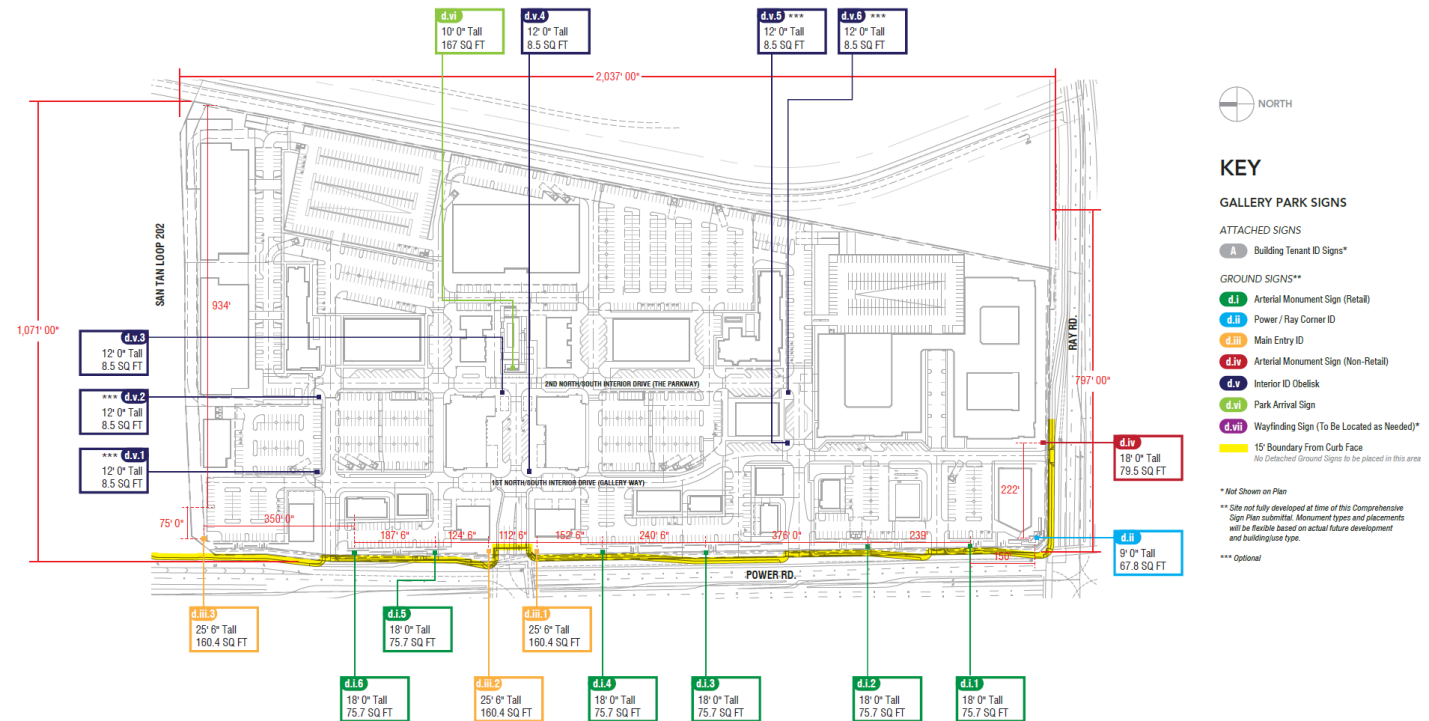 d.vi
10' 0" Tall
167 SQ FT
d.v.4
12' 0" Tall
8.5 SQ FT
d.v.5 ***
12' 0" Tall
8.5 SQ FT
d.v.6 ***
12' 0" Tall
8.5 SQ FT
2,037' 00"
NORTH
KEY
GALLERY PARK SIGNS
ATTACHED SIGNS
A Building Tenant ID Signs*
GROUND SIGNS**
d.i Arterial Monument Sign (Retail)
d.ii Power / Ray Corner ID
d.iii Main Entry ID
d.iv Arterial Monument Sign (Non-Retail)
d.v Interior ID Obelisk
d.vi Park Arrival Sign
d.vii Wayfinding Sign (To Be Located as Needed)*
15' Boundary From Curb Face
No Detached Ground Signs to be placed in this area
* Not Shown on Plan
** Site not fully developed at time of this Comprehensive
Sign Plan submittal. Monument types and placements
will be flexible based on actual future development
and building/use type.
*** Optional
SAN TAN LOOP 202
934'
1,071' 00"
RAY RD.
797' 00"
d.v.3
12' 0" Tall
8.5 SQ FT
*** d.v.2
12' 0" Tall
8.5 SQ FT
*** d.v.1
12' 0" Tall
8.5 SQ FT
2ND NORTH/SOUTH INTERIOR DRIVE (THE PARKWAY)
1ST NORTH/SOUTH INTERIOR DRIVE (GALLERY WAY)
d.iv
18' 0" Tall
79.5 SQ FT
222'
75' 0"
350' 0"
187' 6"
124' 6"
112' 6"
152' 6"
240' 6"
376' 0"
239'
150'
d.ii
9' 0" Tall
67.8 SQ FT
POWER RD.
d.iii.3
25' 6" Tall
160.4 SQ FT
d.i.5
18' 0" Tall
75.7 SQ FT
d.iii.1
25' 6" Tall
160.4 SQ FT
d.i.6
18' 0" Tall
75.7 SQ FT
d.iii.2
25' 6" Tall
160.4 SQ FT
d.i.4
18' 0" Tall
75.7 SQ FT
d.i.3
18' 0" Tall
75.7 SQ FT
d.i.2
18' 0" Tall
75.7 SQ FT
d.i.1
18' 0" Tall
75.7 SQ FT